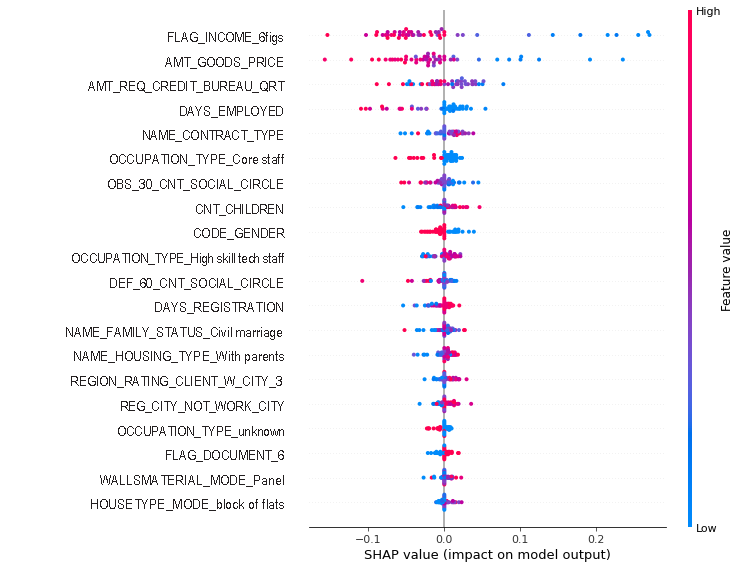 High
FLAG_INCOME_6figs
AMT_GOODS_PRICE
AMT_REQ_CREDIT_BUREAU_QRT
DAYS_EMPLOYED
NAME_CONTRACT_TYPE
OCCUPATION_TYPE_Core staff
OBS_30_CNT_SOCIAL_CIRCLE
CNT_CHILDREN
CODE_GENDER
OCCUPATION_TYPE_High skill tech staff
DEF_60_CNT_SOCIAL_CIRCLE
DAYS_REGISTRATION
NAME_FAMILY_STATUS_Civil marriage
NAME_HOUSING_TYPE_With parents
REGION_RATING_CLIENT_W_CITY_3
REG_CITY_NOT_WORK_CITY
OCCUPATION_TYPE_unknown
FLAG_DOCUMENT_6
WALLSMATERIAL_MODE_Panel
HOUSETYPE_MODE_block of flats
Feature value
Low
−0.1 0.0 0.1 0.2
SHAP value (impact on model output)